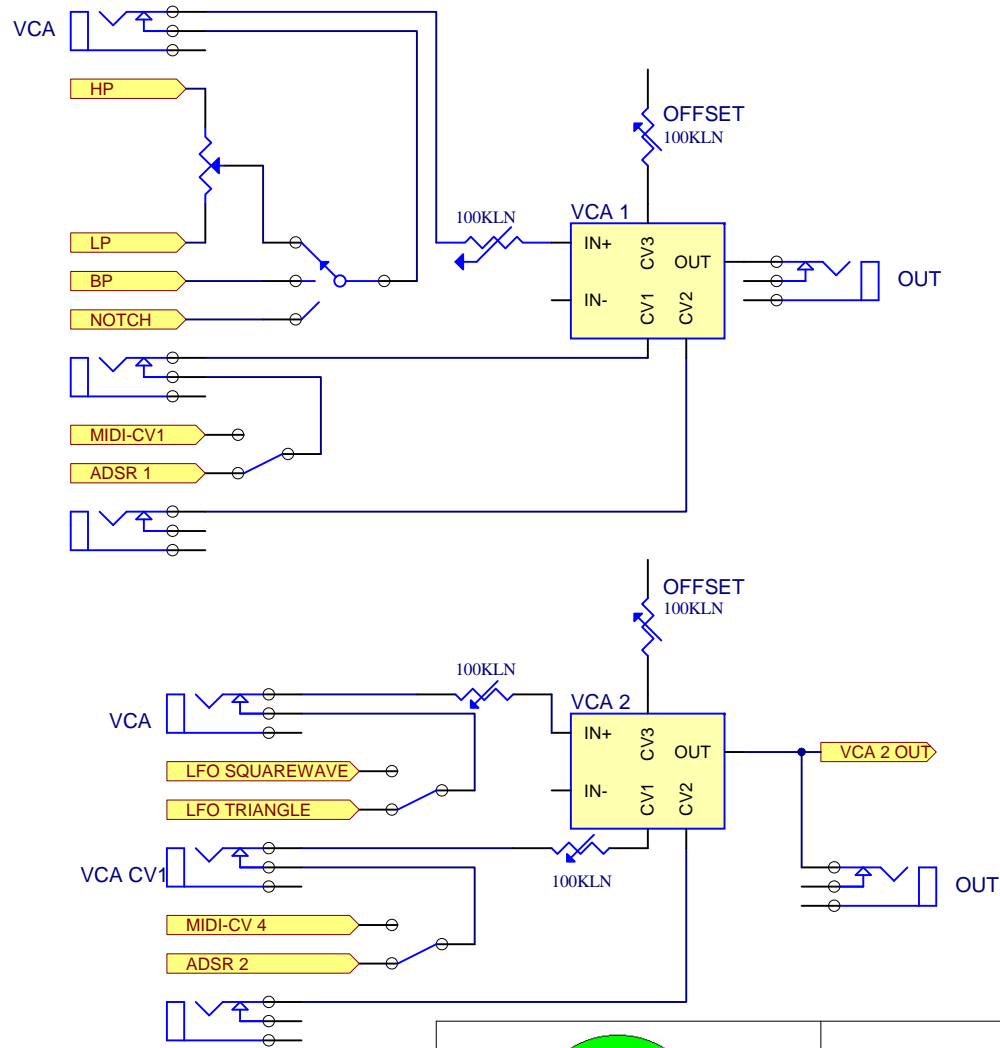 VCA
HP
OFFSET
100KLN
100KLN
VCA 1
LP
IN+
CV3
OUT
OUT
BP
IN-
CV1
CV2
NOTCH
MIDI-CV1
ADSR 1
OFFSET
100KLN
100KLN
VCA 2
VCA
IN+
CV3
OUT
VCA 2 OUT
LFO SQUAREWAVE
IN-
CV1
CV2
LFO TRIANGLE
VCA CV1
100KLN
OUT
MIDI-CV 4
ADSR 2